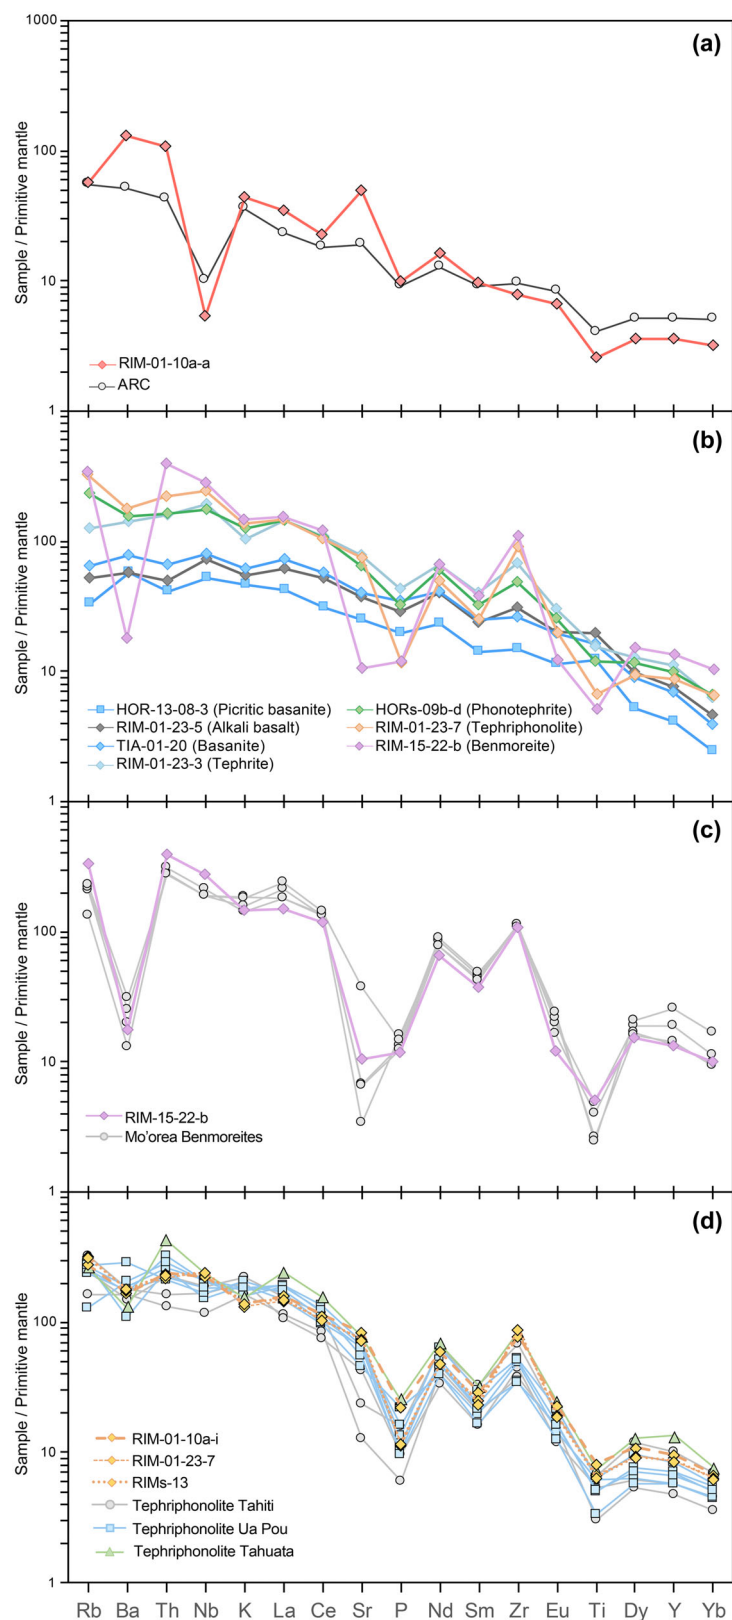 (a)
1000
100
10
1
Sample / Primitive mantle
RIM-01-10a-a
ARC
(b)
100
10
1
Sample / Primitive mantle
HOR-13-08-3 (Picritic basanite)
RIM-01-23-5 (Alkali basalt)
TIA-01-20 (Basanite)
RIM-01-23-3 (Tephrite)
HORs-09b-d (Phonotephrite)
RIM-01-23-7 (Tephriphonolite)
RIM-15-22-b (Benmoreite)
(c)
100
10
1
Sample / Primitive mantle
RIM-15-22-b
Mo'orea Benmoreites
(d)
100
10
1
Sample / Primitive mantle
RIM-01-10a-i
RIM-01-23-7
RIMs-13
Tephriphonolite Tahiti
Tephriphonolite Ua Pou
Tephriphonolite Tahuata
Rb Ba Th Nb K La Ce Sr P Nd Sm Zr Eu Ti Dy Y Yb